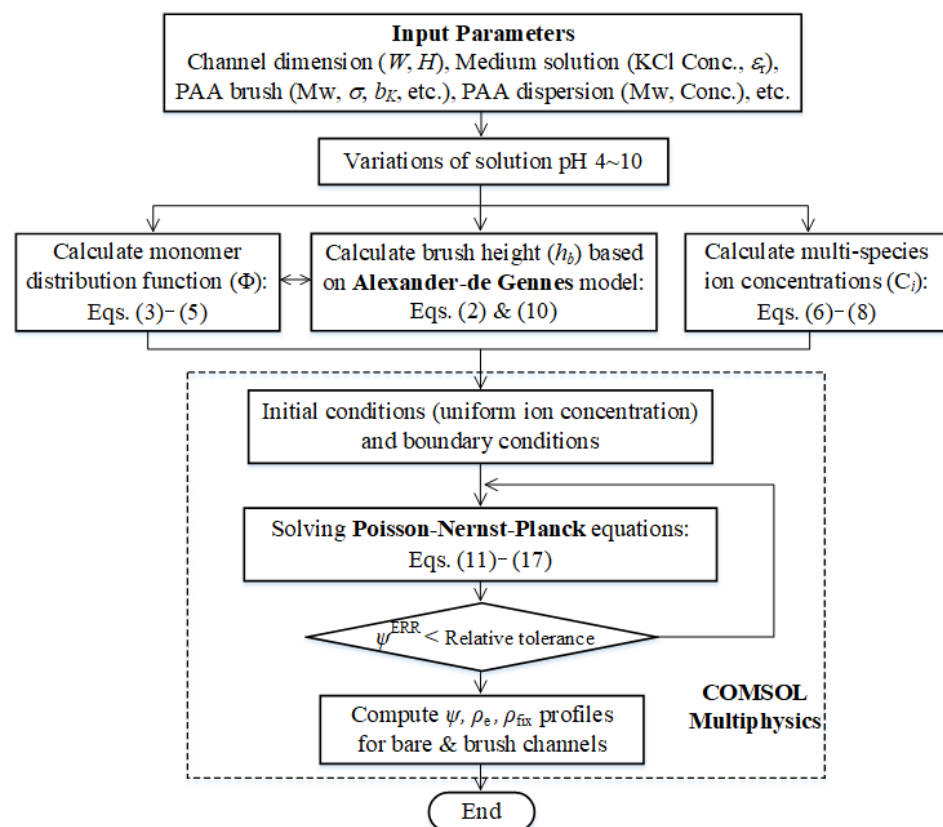 Input Parameters
Channel dimension (W, H), Medium solution (KCl Conc., εr),
PAA brush (Mw, σ, bK, etc.), PAA dispersion (Mw, Conc.), etc.
Variations of solution pH 4~10
Calculate monomer
distribution function (Φ):
Eqs. (3)− (5)
Calculate brush height (hb) based
on Alexander-de Gennes model:
Eqs. (2) & (10)
Calculate multi-species
ion concentrations (Ci):
Eqs. (6)− (8)
Initial conditions (uniform ion concentration)
and boundary conditions
Solving Poisson-Nernst-Planck equations:
Eqs. (11)− (17)
ψERR < Relative tolerance
COMSOL
Multiphysics
Compute ψ, ρe, ρfix profiles
for bare & brush channels
End